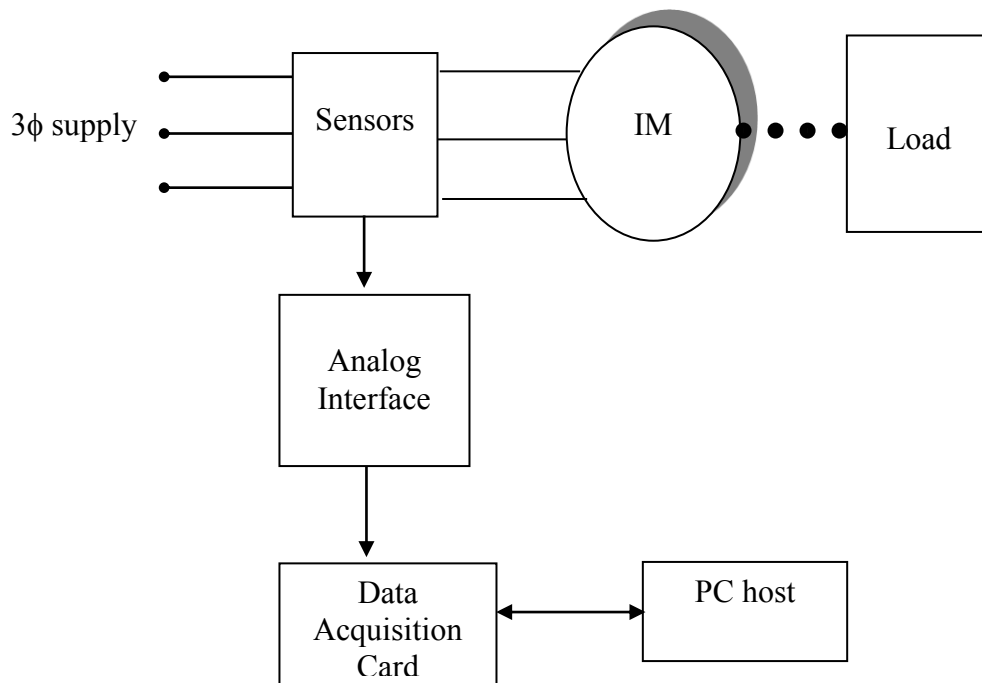 3ϕ supply
Sensors
IM
Load
Analog
Interface
Data
Acquisition
Card
PC host